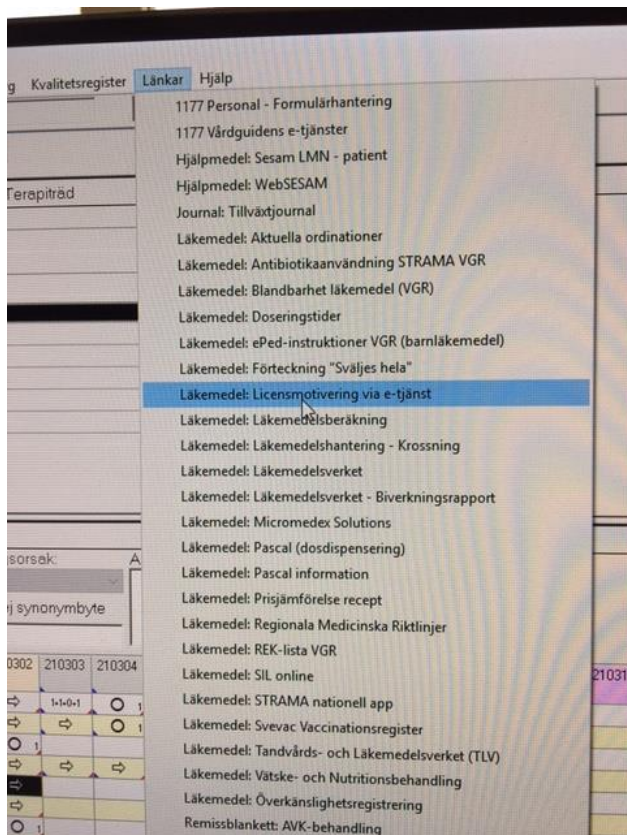 g Kvalitetsregister Länkar Hjälp
1177 Personal - Formulärhantering
1177 Vårdguidens e-tjänster
Hjälpmedel: Sesam LMN - patient
Hjälpmedel: WebSESAM
Terapiträd
Journal: Tillväxtjournal
Läkemedel: Aktuella ordinationer
Läkemedel: Antibiotikaanvändning STRAMA VGR
Läkemedel: Blandbarhet läkemedel (VGR)
Läkemedel: Doseringstider
Läkemedel: ePed-instruktioner VGR (barnläkemedel)
Läkemedel: Förteckning "Sväljes hela"
Läkemedel: Licensmotivering via e-tjänst
Läkemedel: Läkemedelsberäkning
Läkemedel: Läkemedelshantering - Krossning
Läkemedel: Läkemedelsverket
Läkemedel: Läkemedelsverket - Biverkningsrapport
Läkemedel: Micromedex Solutions
sorsak: A
Läkemedel: Pascal (dosdispensering)
Läkemedel: Pascal information
j synonymbyte
Läkemedel: Prisjämförelse recept
Läkemedel: Regionala Medicinska Riktlinjer
Läkemedel: REK-lista VGR
0302 210303 210304
Läkemedel: SIL online
21031
1+1+0+1
Läkemedel: STRAMA nationell app
Läkemedel: Svevac Vaccinationsregister
Läkemedel: Tandvårds- och Läkemedelsverket (TLV)
Läkemedel: Vätske- och Nutritionsbehandling
Läkemedel: Överkänslighetsregistrering
Remissblankett: AVK-behandling